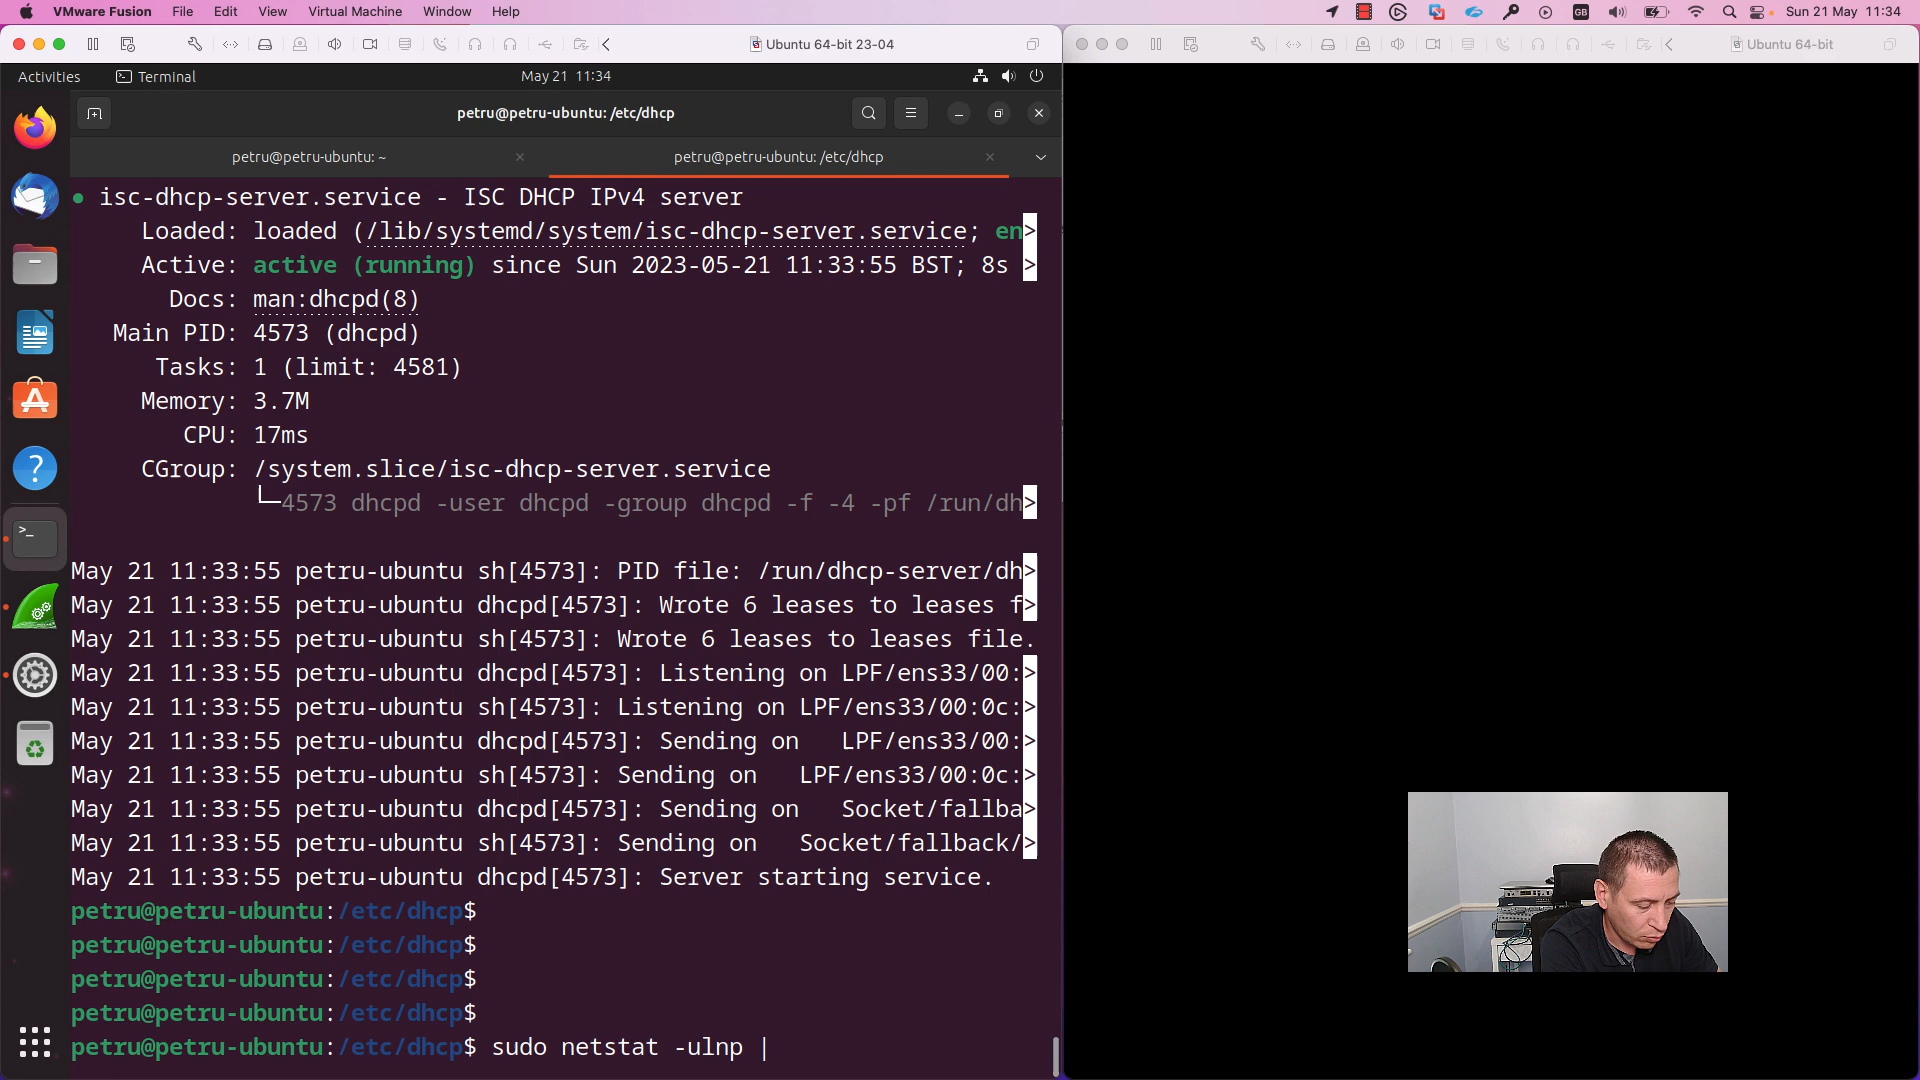 VMware Fusion File Edit View Virtual Machine Window Help GB Sun 21 May 11:34
Ubuntu 64-bit 23-04
Ubuntu 64-bit
Activities Terminal May 21 11:34
petru@petru-ubuntu: /etc/dhcp
petru@petru-ubuntu: ~
petru@petru-ubuntu: /etc/dhcp
● isc-dhcp-server.service - ISC DHCP IPv4 server
Loaded: loaded (/lib/systemd/system/isc-dhcp-server.service; en>
Active: active (running) since Sun 2023-05-21 11:33:55 BST; 8s >
Docs: man:dhcpd(8)
Main PID: 4573 (dhcpd)
Tasks: 1 (limit: 4581)
Memory: 3.7M
CPU: 17ms
CGroup: /system.slice/isc-dhcp-server.service
└─4573 dhcpd -user dhcpd -group dhcpd -f -4 -pf /run/dh>
May 21 11:33:55 petru-ubuntu sh[4573]: PID file: /run/dhcp-server/dh>
May 21 11:33:55 petru-ubuntu dhcpd[4573]: Wrote 6 leases to leases f>
May 21 11:33:55 petru-ubuntu sh[4573]: Wrote 6 leases to leases file.
May 21 11:33:55 petru-ubuntu dhcpd[4573]: Listening on LPF/ens33/00:>
May 21 11:33:55 petru-ubuntu sh[4573]: Listening on LPF/ens33/00:0c:>
May 21 11:33:55 petru-ubuntu dhcpd[4573]: Sending on   LPF/ens33/00:>
May 21 11:33:55 petru-ubuntu sh[4573]: Sending on   LPF/ens33/00:0c:>
May 21 11:33:55 petru-ubuntu dhcpd[4573]: Sending on   Socket/fallba>
May 21 11:33:55 petru-ubuntu sh[4573]: Sending on   Socket/fallback/>
May 21 11:33:55 petru-ubuntu dhcpd[4573]: Server starting service.
petru@petru-ubuntu:/etc/dhcp$
petru@petru-ubuntu:/etc/dhcp$
petru@petru-ubuntu:/etc/dhcp$
petru@petru-ubuntu:/etc/dhcp$
petru@petru-ubuntu:/etc/dhcp$ sudo netstat -ulnp |